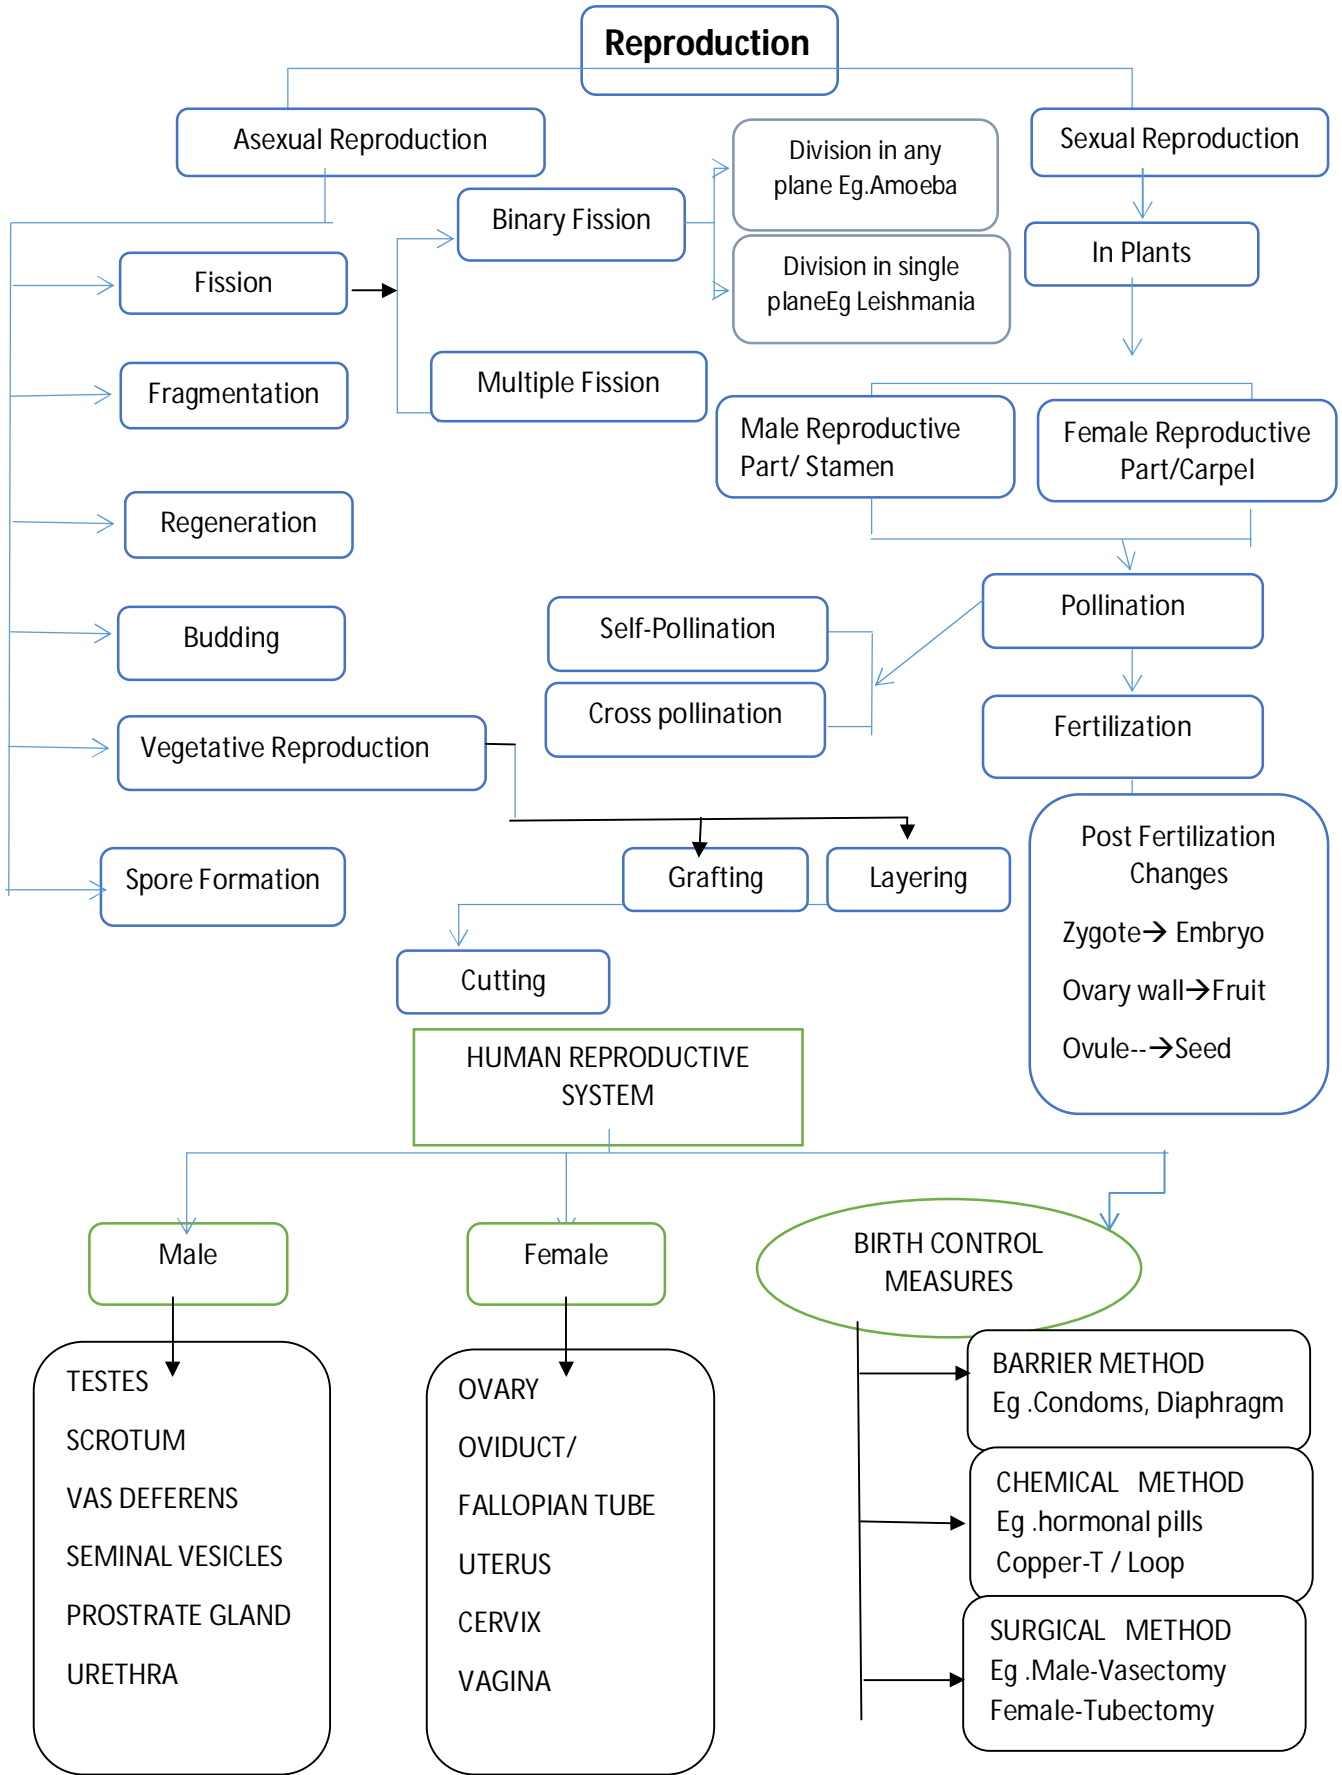 Reproduction
Asexual Reproduction
Sexual Reproduction
Division in any
plane Eg.Amoeba
Binary Fission
In Plants
Fission
Division in single
planeEg Leishmania
Multiple Fission
Fragmentation
Male Reproductive
Part/ Stamen
Female Reproductive
Part/Carpel
Regeneration
Pollination
Self-Pollination
Budding
Cross pollination
Fertilization
Vegetative Reproduction
Post Fertilization
Changes
Zygote→ Embryo
Ovary wall→Fruit
Ovule--→Seed
Grafting
Layering
Spore Formation
Cutting
HUMAN REPRODUCTIVE
SYSTEM
Male
Female
BIRTH CONTROL
MEASURES
TESTES
SCROTUM
VAS DEFERENS
SEMINAL VESICLES
PROSTRATE GLAND
URETHRA
OVARY
OVIDUCT/
FALLOPIAN TUBE
UTERUS
CERVIX
VAGINA
BARRIER METHOD
Eg .Condoms, Diaphragm
CHEMICAL METHOD
Eg .hormonal pills
Copper-T / Loop
SURGICAL METHOD
Eg .Male-Vasectomy
Female-Tubectomy